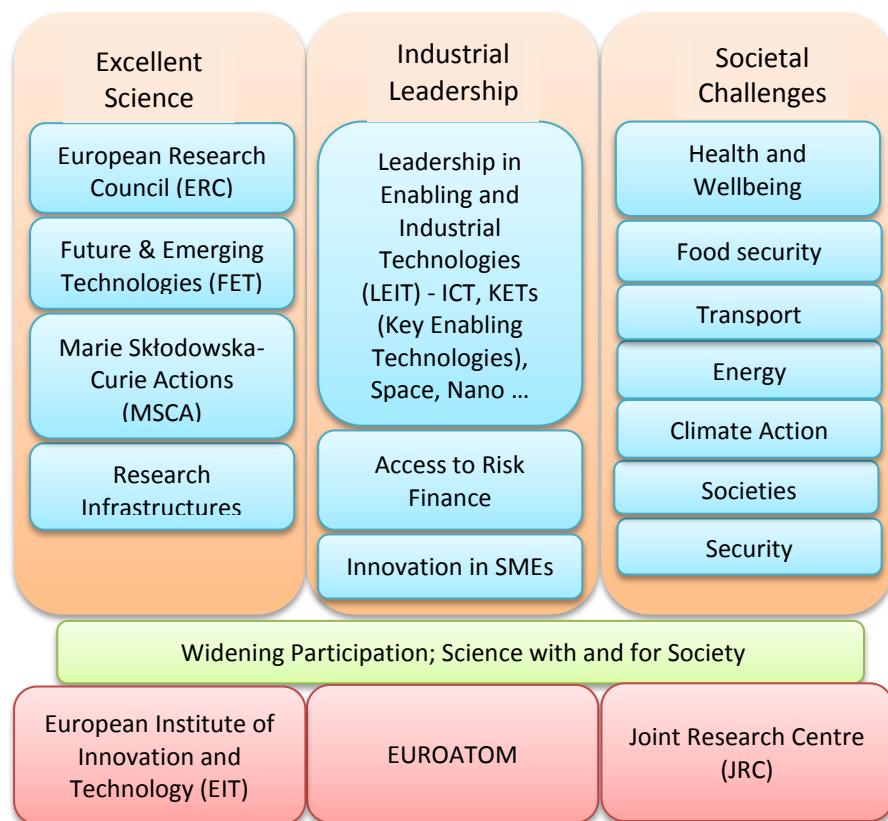 Excellent
Science
European Research
Council (ERC)
Future & Emerging
Technologies (FET)
Marie Skłodowska-
Curie Actions
(MSCA)
Research
Infrastructures
Industrial
Leadership
Leadership in
Enabling and
Industrial
Technologies
(LEIT) - ICT, KETs
(Key Enabling
Technologies),
Space, Nano ...
Access to Risk
Finance
Innovation in SMEs
Societal
Challenges
Health and
Wellbeing
Food security
Transport
Energy
Climate Action
Societies
Security
Widening Participation; Science with and for Society
European Institute of
Innovation and
Technology (EIT)
EUROATOM
Joint Research Centre
(JRC)